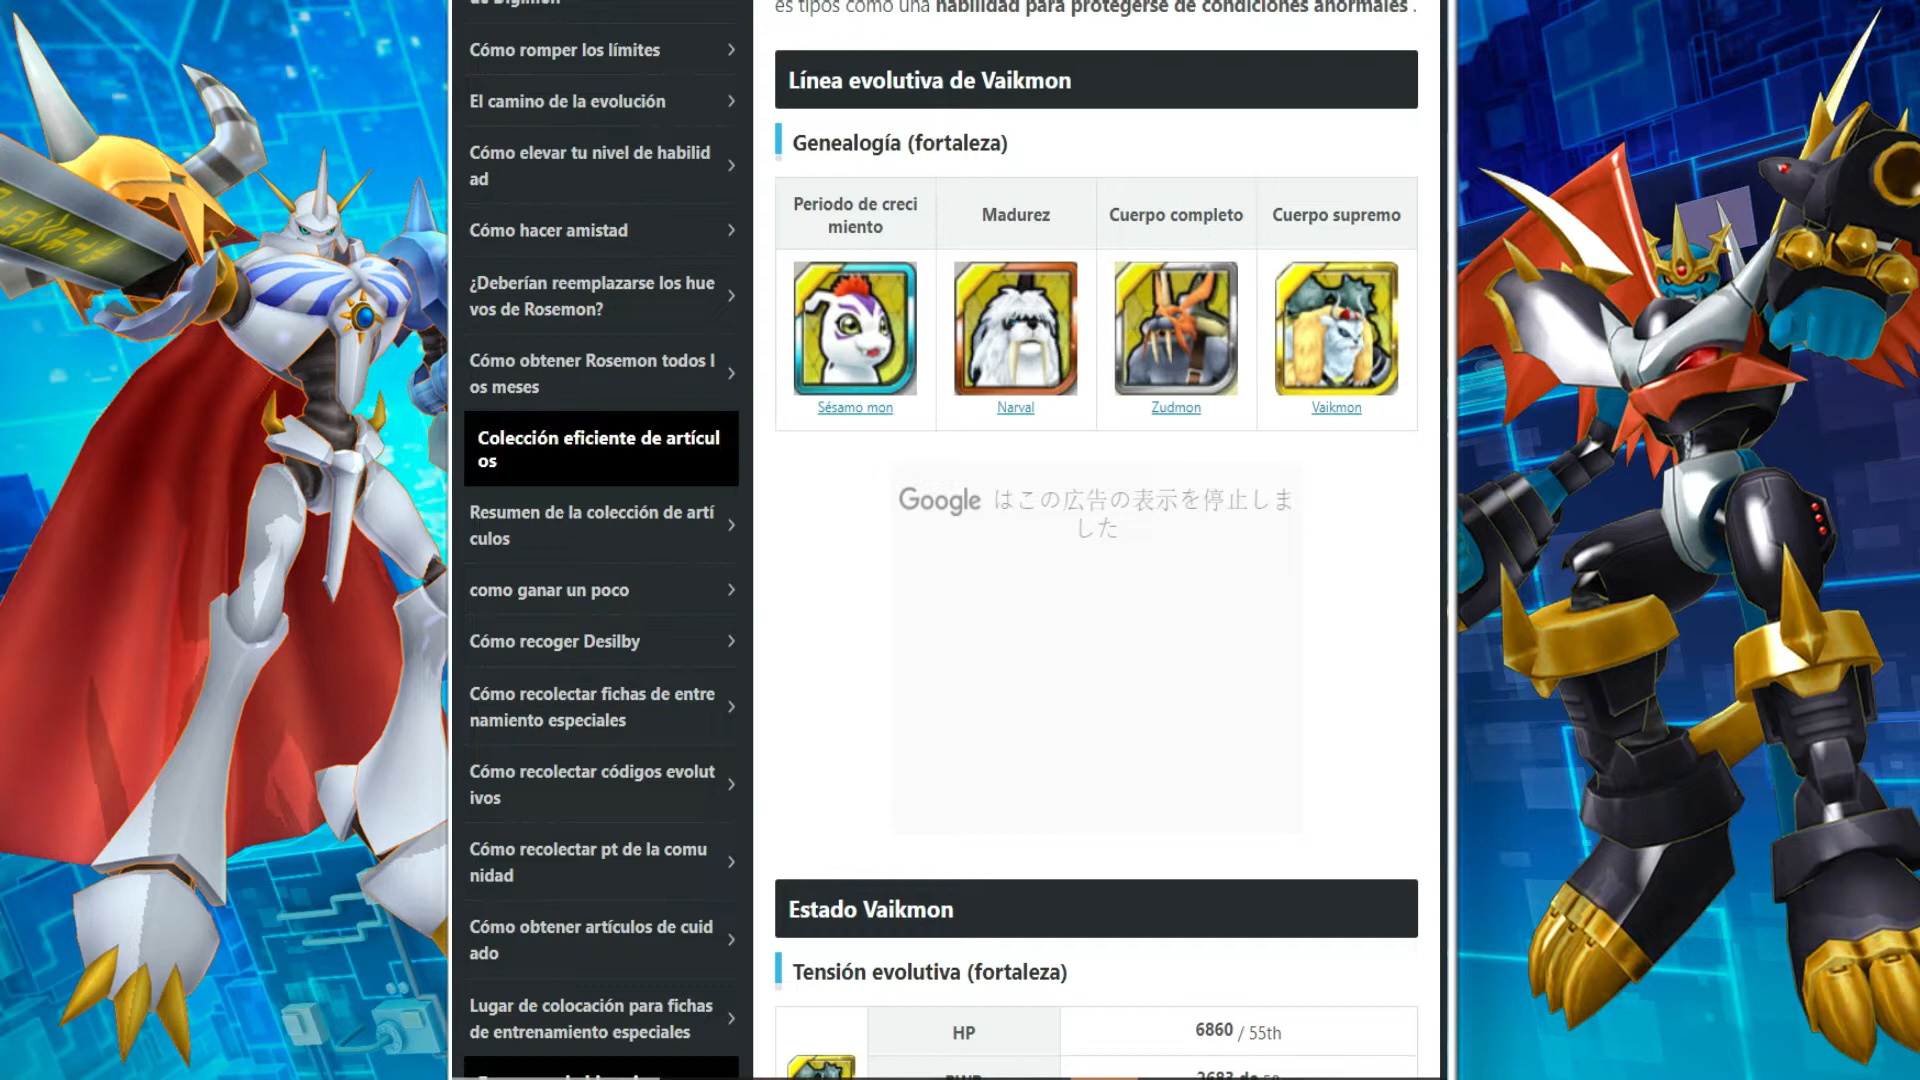 Cómo romper los límites
El camino de la evolución
Cómo elevar tu nivel de habilid
ad
Cómo hacer amistad
¿Deberían reemplazarse los hue
vos de Rosemon?
Cómo obtener Rosemon todos l
os meses
Colección eficiente de artícul
os
Resumen de la colección de artí
culos
como ganar un poco
Cómo recoger Desilby
Cómo recolectar fichas de entre
namiento especiales
Cómo recolectar códigos evolut
ivos
Cómo recolectar pt de la comu
nidad
Cómo obtener artículos de cuid
ado
Lugar de colocación para fichas
de entrenamiento especiales
es tipos como una habilidad para protegerse de condiciones anormales .
Línea evolutiva de Vaikmon
Genealogía (fortaleza)
Periodo de creci
miento
Madurez
Cuerpo completo
Cuerpo supremo
Sésamo mon
Narval
Zudmon
Vaikmon
Google はこの広告の表示を停止しま
した
Estado Vaikmon
Tensión evolutiva (fortaleza)
HP
6860 / 55th